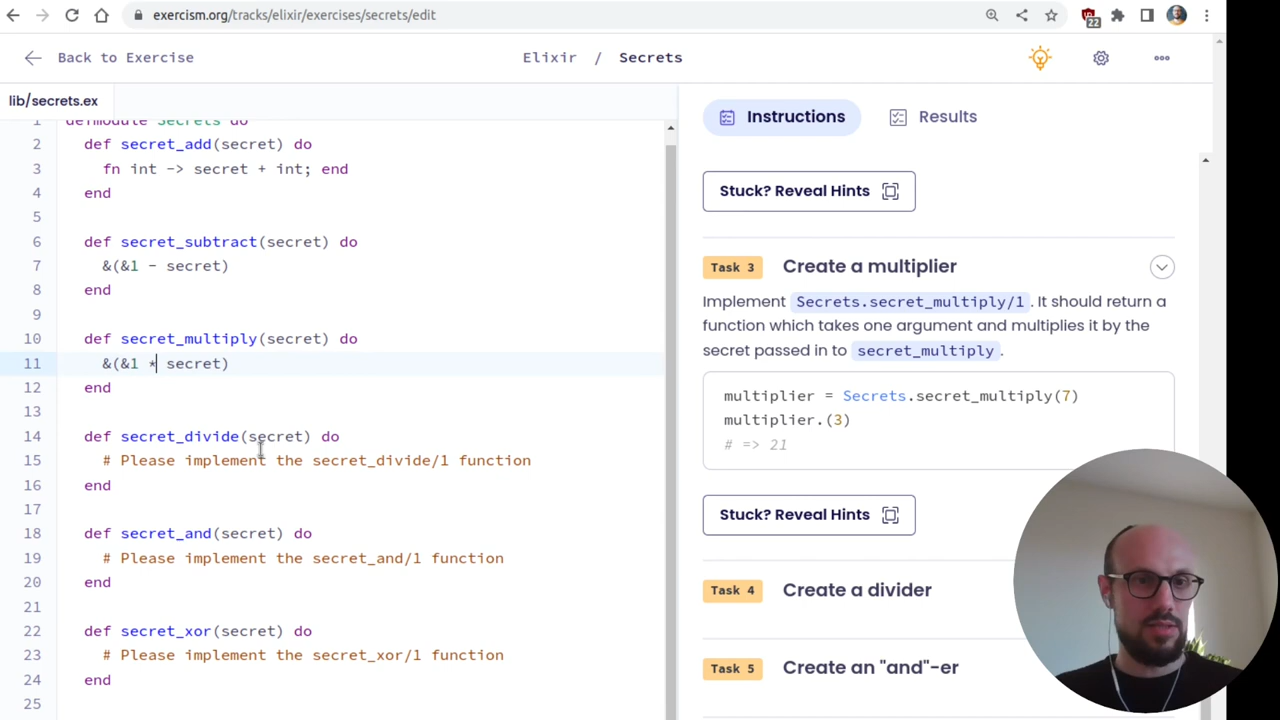 exercism.org/tracks/elixir/exercises/secrets/edit
22
Back to Exercise
Elixir / Secrets
lib/secrets.ex
1 defmodule Secrets do
2 def secret_add(secret) do
3 fn int -> secret + int; end
4 end
5
6 def secret_subtract(secret) do
7 &(&1 - secret)
8 end
9
10 def secret_multiply(secret) do
11 &(&1 * secret)
12 end
13
14 def secret_divide(secret) do
15 # Please implement the secret_divide/1 function
16 end
17
18 def secret_and(secret) do
19 # Please implement the secret_and/1 function
20 end
21
22 def secret_xor(secret) do
23 # Please implement the secret_xor/1 function
24 end
25
Instructions
Results
Stuck? Reveal Hints
Task 3 Create a multiplier
Implement Secrets.secret_multiply/1. It should return a
function which takes one argument and multiplies it by the
secret passed in to secret_multiply.
multiplier = Secrets.secret_multiply(7)
multiplier.(3)
# => 21
Stuck? Reveal Hints
Task 4 Create a divider
Task 5 Create an "and"-er